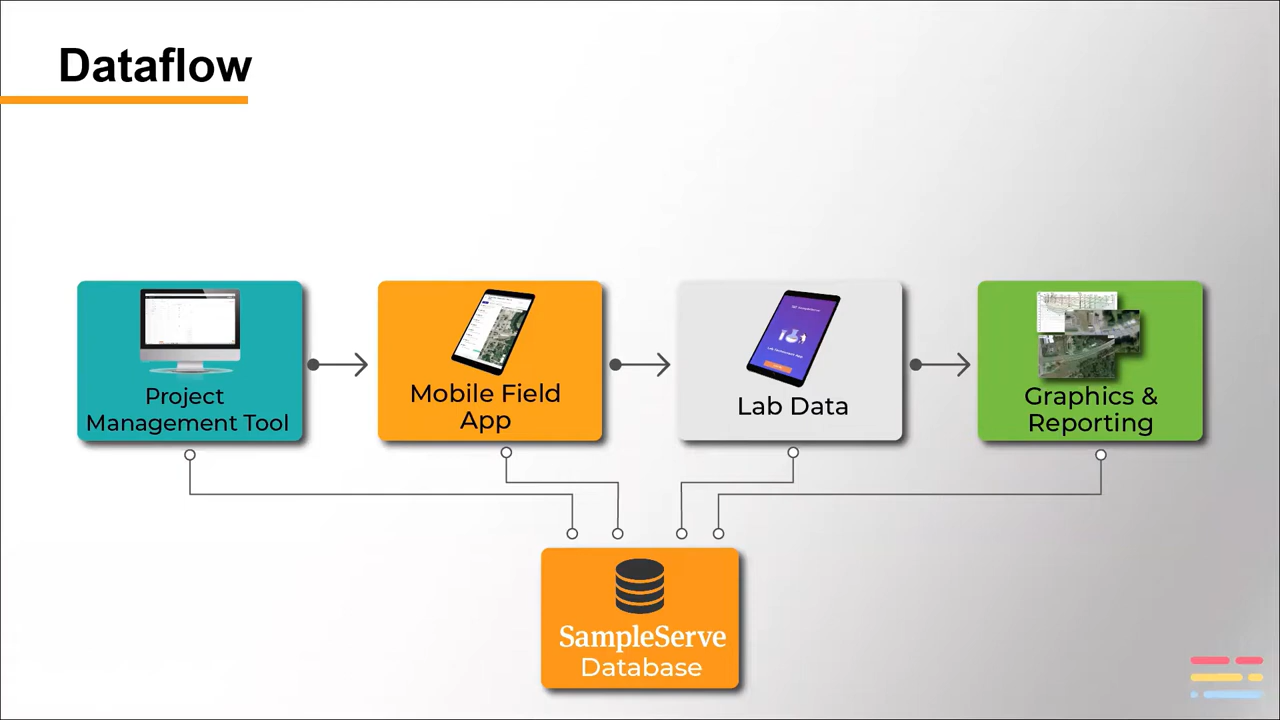 Dataflow
Project
Management Tool
Mobile Field
App
Lab Data
Graphics &
Reporting
SampleServe
Database